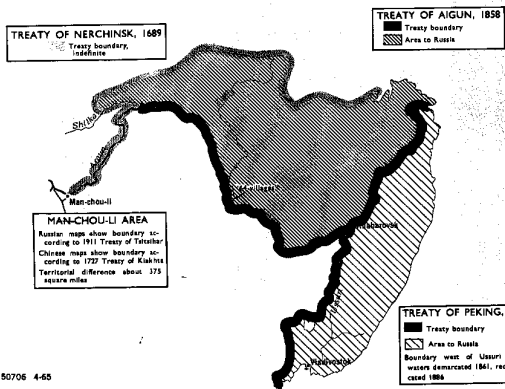 TREATY OF NERCHINSK, 1689
Treaty boundary,
indefinite
TREATY OF AIGUN, 1858
Treaty boundary
Area to Russia
Shilka
Argun
Man-chou-li
MAN-CHOU-LI AREA
Russian maps show boundary ac-
cording to 1911 Treaty of Tsitsihar
Chinese maps show boundary ac-
cording to 1727 Treaty of Kiakhta
Territorial difference about 375
square miles
Khabarovsk
Ussuri
Vladivostok
TREATY OF PEKING,
Treaty boundary
Area to Russia
Boundary west of Ussuri
waters demarcated 1861, re
cated 1886
50706 4-65